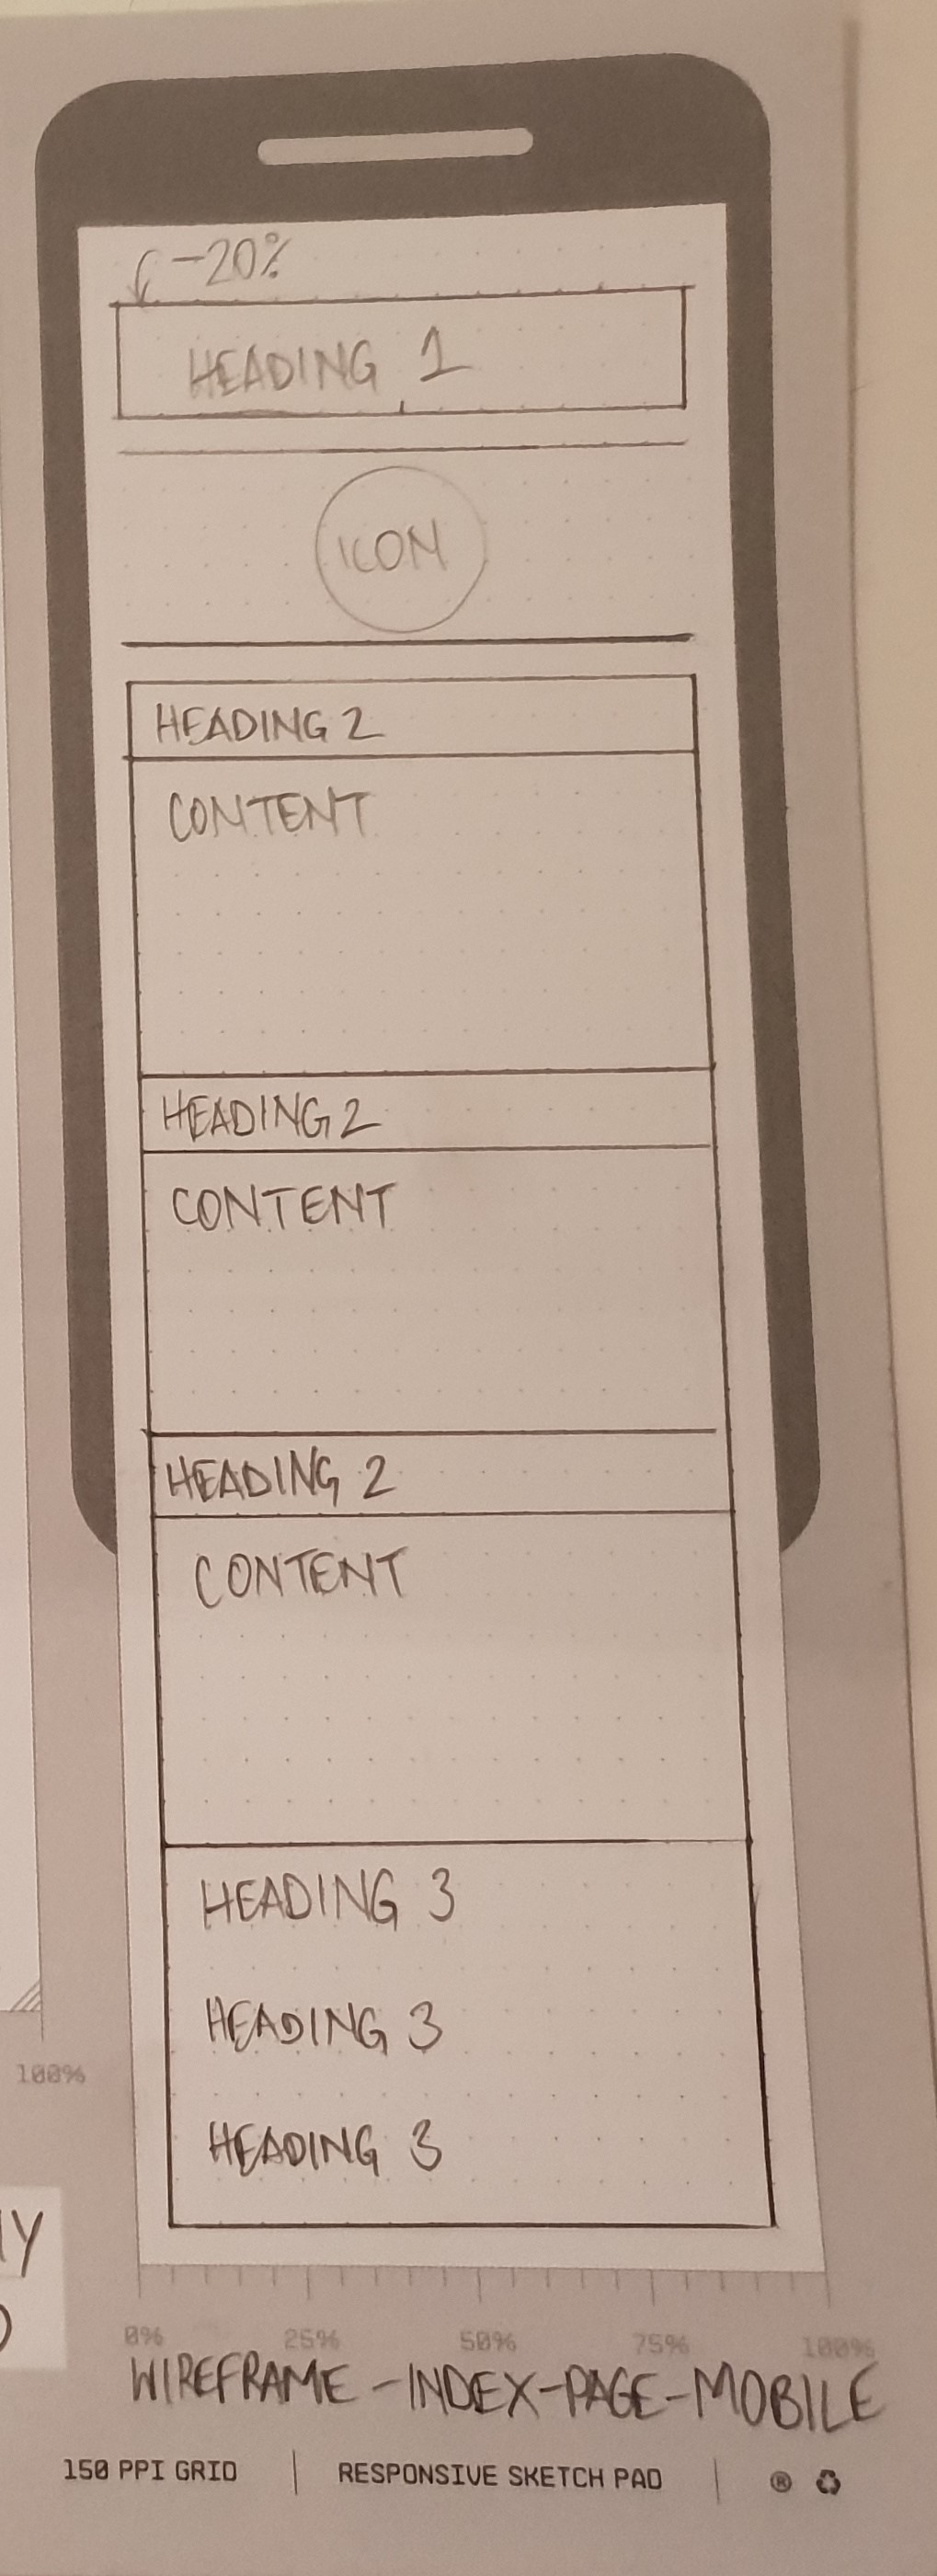 -20%
HEADING 1
ICON
HEADING 2
CONTENT
HEADING 2
CONTENT
HEADING 2
CONTENT
HEADING 3
HEADING 3
HEADING 3
100%
0% 25% 50% 75% 100%
WIREFRAME-INDEX-PAGE-MOBILE
150 PPI GRID | RESPONSIVE SKETCH PAD | ®